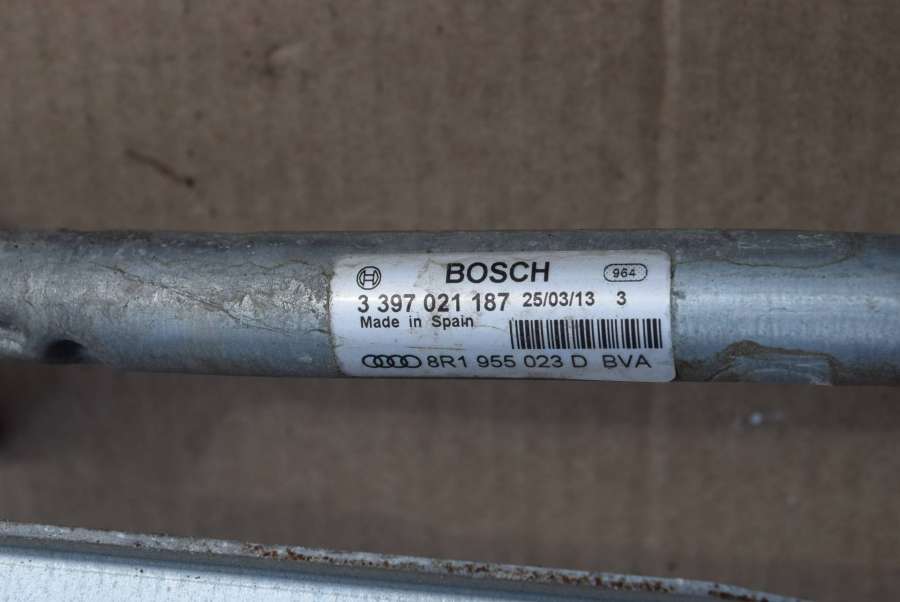 BOSCH 964
3 397 021 187 25/03/13 3
Made in Spain
8R1 955 023 D BVA